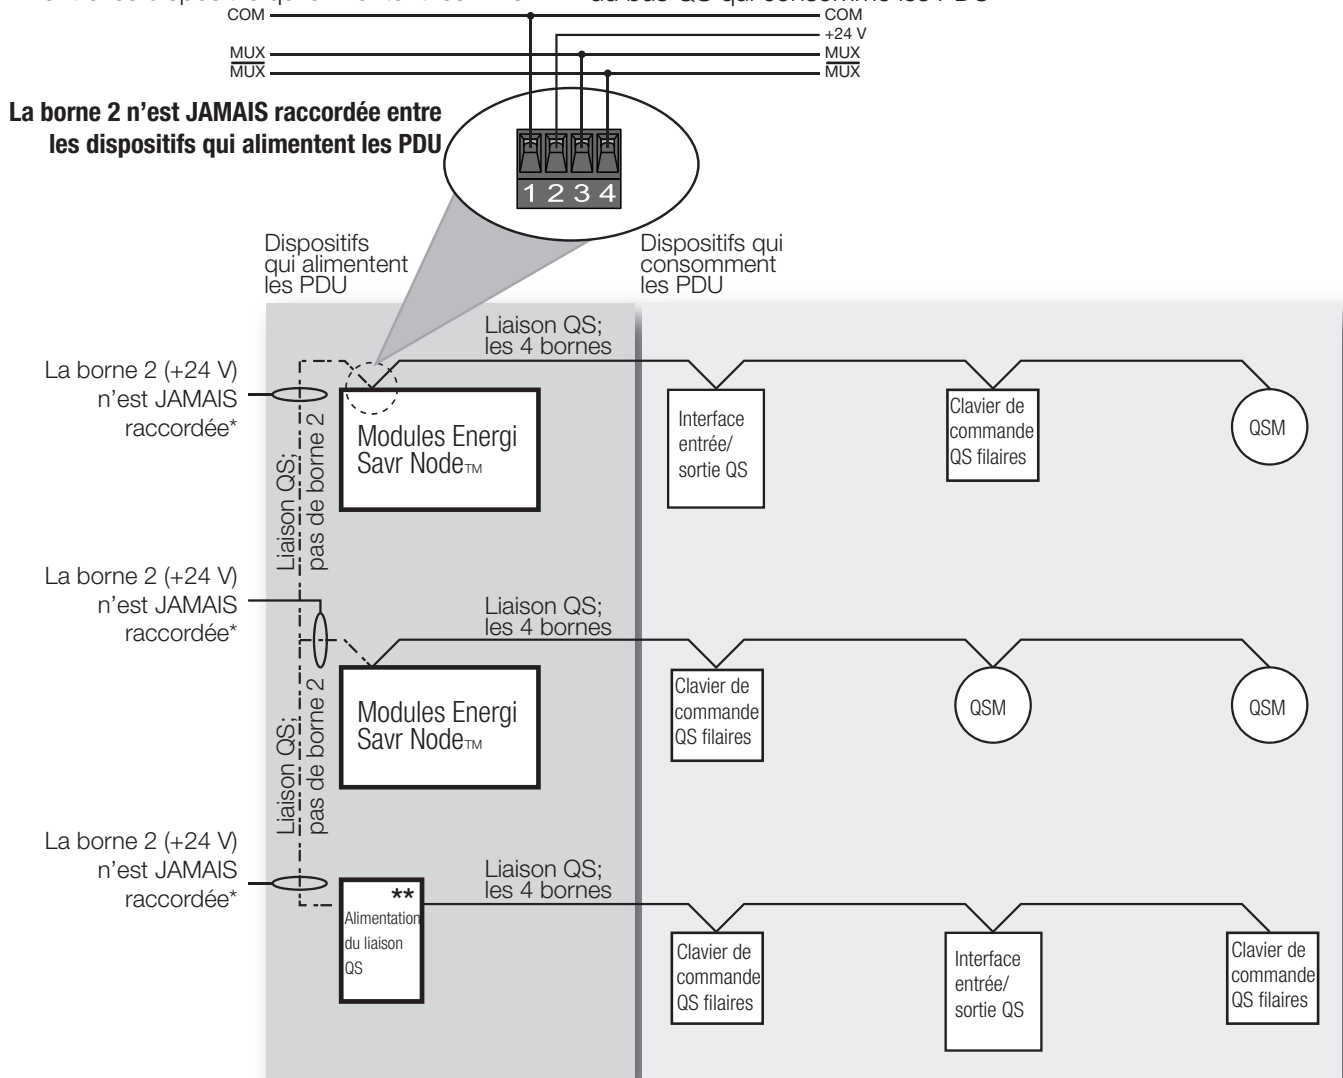 COM
COM
+24 V
MUX
MUX
MUX
MUX
La borne 2 n'est JAMAIS raccordée entre
les dispositifs qui alimentent les PDU
1 2 3 4
Dispositifs
qui alimentent
les PDU
Dispositifs qui
consomment
les PDU
Liaison QS;
les 4 bornes
La borne 2 (+24 V)
n'est JAMAIS
raccordée*
Liaison QS;
pas de borne 2
Modules Energi
Savr Node™
Interface
entrée/
sortie QS
Clavier de
commande
QS filaires
QSM
La borne 2 (+24 V)
n'est JAMAIS
raccordée*
Liaison QS;
les 4 bornes
Liaison QS;
pas de borne 2
Modules Energi
Savr Node™
Clavier de
commande
QS filaires
QSM
QSM
La borne 2 (+24 V)
n'est JAMAIS
raccordée*
Liaison QS;
les 4 bornes
**
Alimentation
du liaison
QS
Clavier de
commande
QS filaires
Interface
entrée/
sortie QS
Clavier de
commande
QS filaires